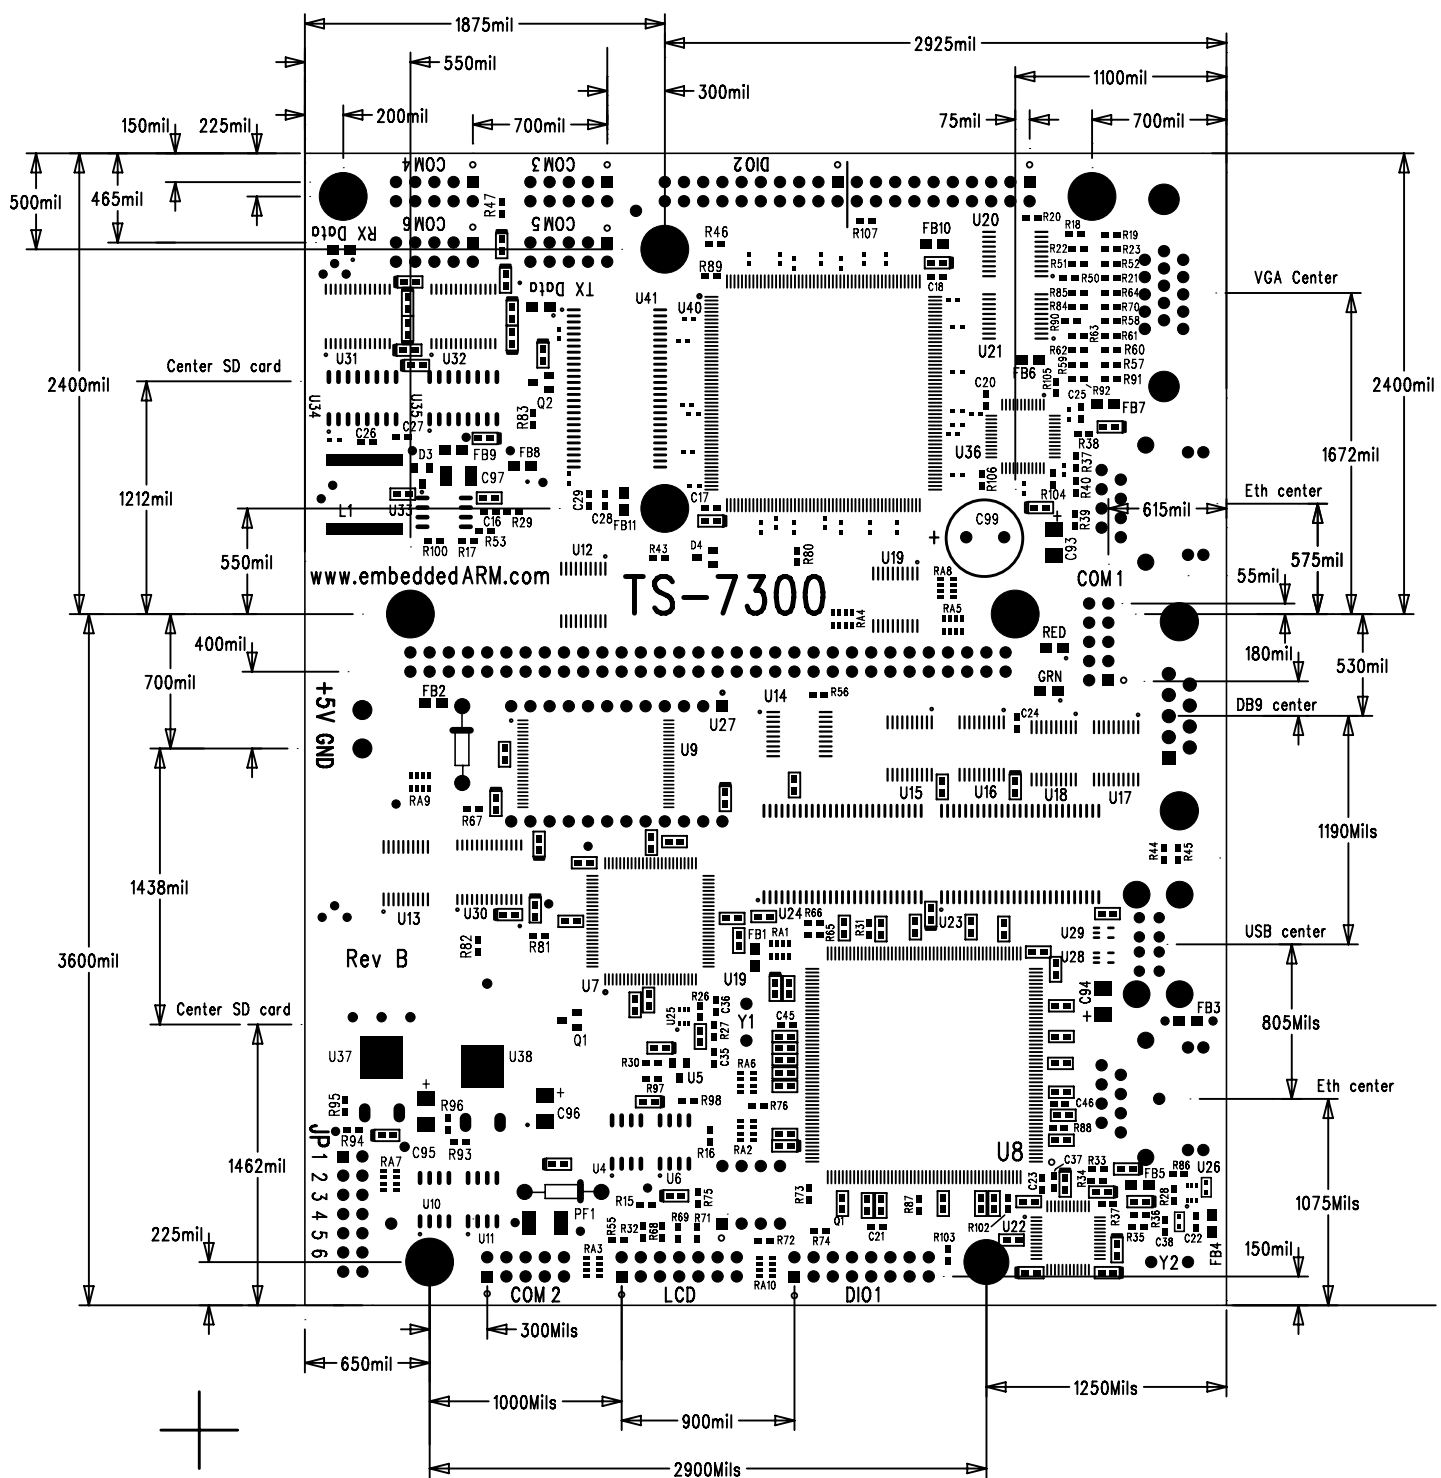 1875mil
2925mil
550mil
1100mil
300mil
200mil
700mil
75mil
700mil
150mil
225mil
500mil
465mil
COM4
COM3
DIO2
COM6
COM5
R47
RX Data
TX Data
R46
R89
R107
FB10
C18
U20
R20
R18
R19
R22
R23
R51
R52
R50
R21
R85
R64
R84
R70
R90
R58
R63
R61
R62
R60
R59
R57
R91
R92
VGA Center
U41
U40
U21
FB6
R105
C20
C25
FB7
R38
U31
U32
Center SD card
2400mil
2400mil
U34
U35
Q2
R83
C26
C27
D3
FB9
FB8
C97
U36
R106
R37
R40
R104
R39
1672mil
1212mil
Eth center
615mil
575mil
L1
U33
C16
R29
R53
R100
R17
C29
C28
FB11
C17
C99
+
C93
+
550mil
U12
R43
D4
R80
U19
RA8
RA5
RA4
COM1
55mil
www.embeddedARM.com
TS-7300
400mil
700mil
RED
GRN
180mil
530mil
+5V GND
FB2
U27
U14
R56
U9
C24
DB9 center
RA9
R67
U15
U16
U18
U17
1190Mils
R44
R45
1438mil
U13
U30
R82
R81
U24
R66
R65
R31
U23
FB1
RA1
U29
U28
USB center
3600mil
Rev B
U7
U19
C94
+
FB3
Center SD card
Q1
U25
R26
C36
R27
C35
Y1
C45
805Mils
U37
U38
R30
U5
R97
R98
RA6
R76
C46
R88
Eth center
R95
R94
R96
R93
+
C95
+
C96
JP1
2
3
4
5
6
RA7
R16
RA2
U8
1462mil
U4
U6
U10
U11
PF1
R15
R75
R55
R32
R68
R69
R71
R72
R73
R74
Q1
C21
R87
R102
R103
U22
C23
C37
R34
R33
FB5
R86
U26
R28
R37
R36
R35
C38
C22
FB4
Y2
1075Mils
225mil
150mil
RA3
RA10
COM2
LCD
DIO1
300Mils
650mil
1000Mils
1250Mils
900mil
2900Mils